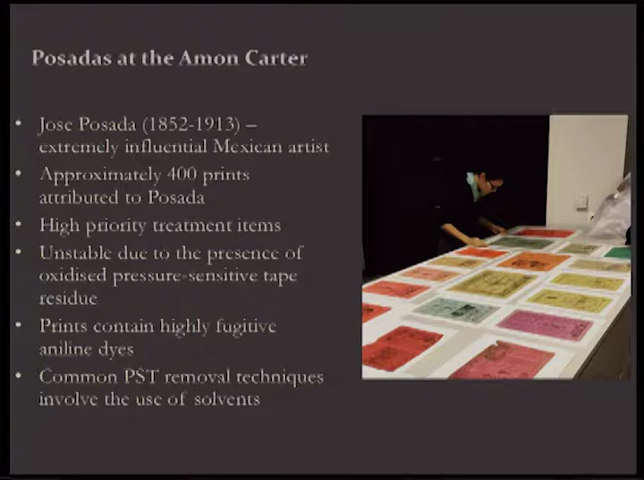 Posadas at the Amon Carter
• Jose Posada (1852-1913) –
extremely influential Mexican artist
• Approximately 400 prints
attributed to Posada
• High priority treatment items
• Unstable due to the presence of
oxidised pressure-sensitive tape
residue
• Prints contain highly fugitive
aniline dyes
• Common PST removal techniques
involve the use of solvents